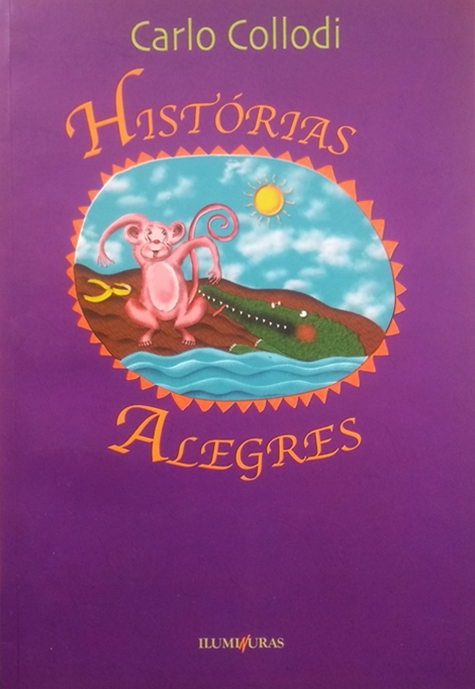 Carlo Collodi
HISTÓRIAS
ALEGRES
ILUMINURAS